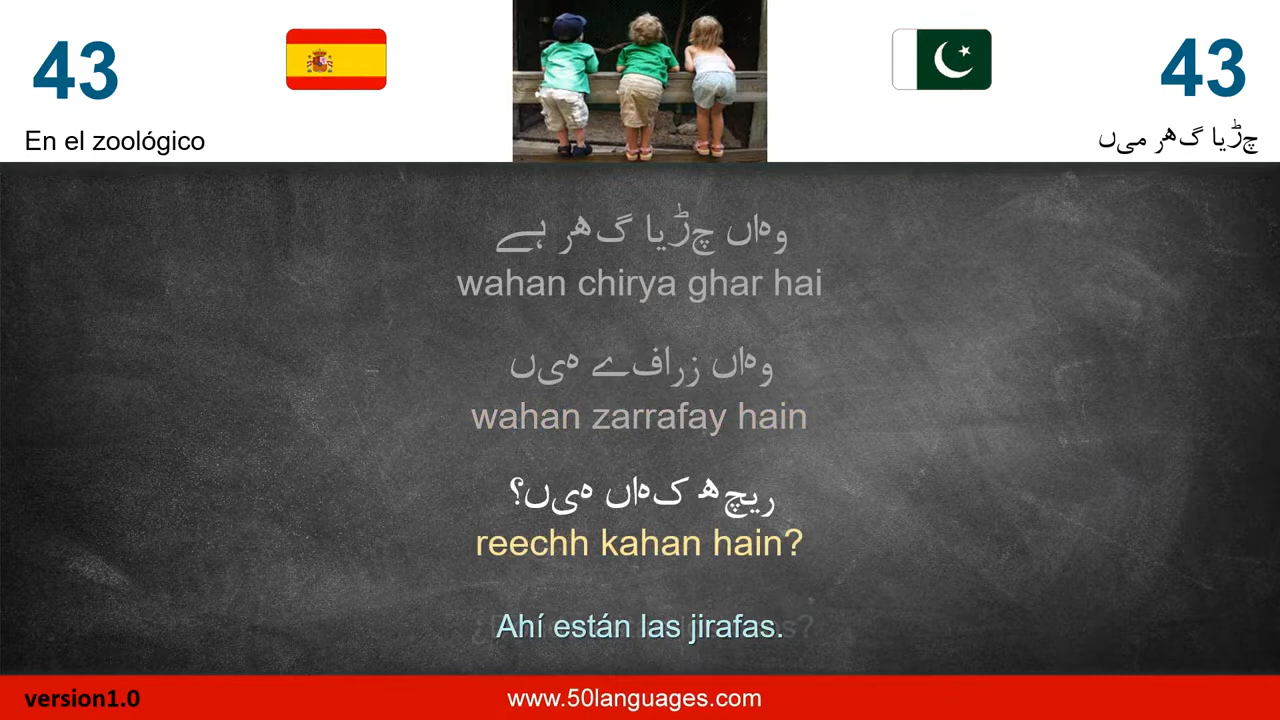 43
43
En el zoológico
چڑیا گھر میں
وہاں چڑیا گھر ہے
wahan chirya ghar hai
وہاں زرافے ہیں
wahan zarrafay hain
ریچھ کہاں ہیں؟
reechh kahan hain?
Ahí están las jirafas.
version1.0
www.50languages.com